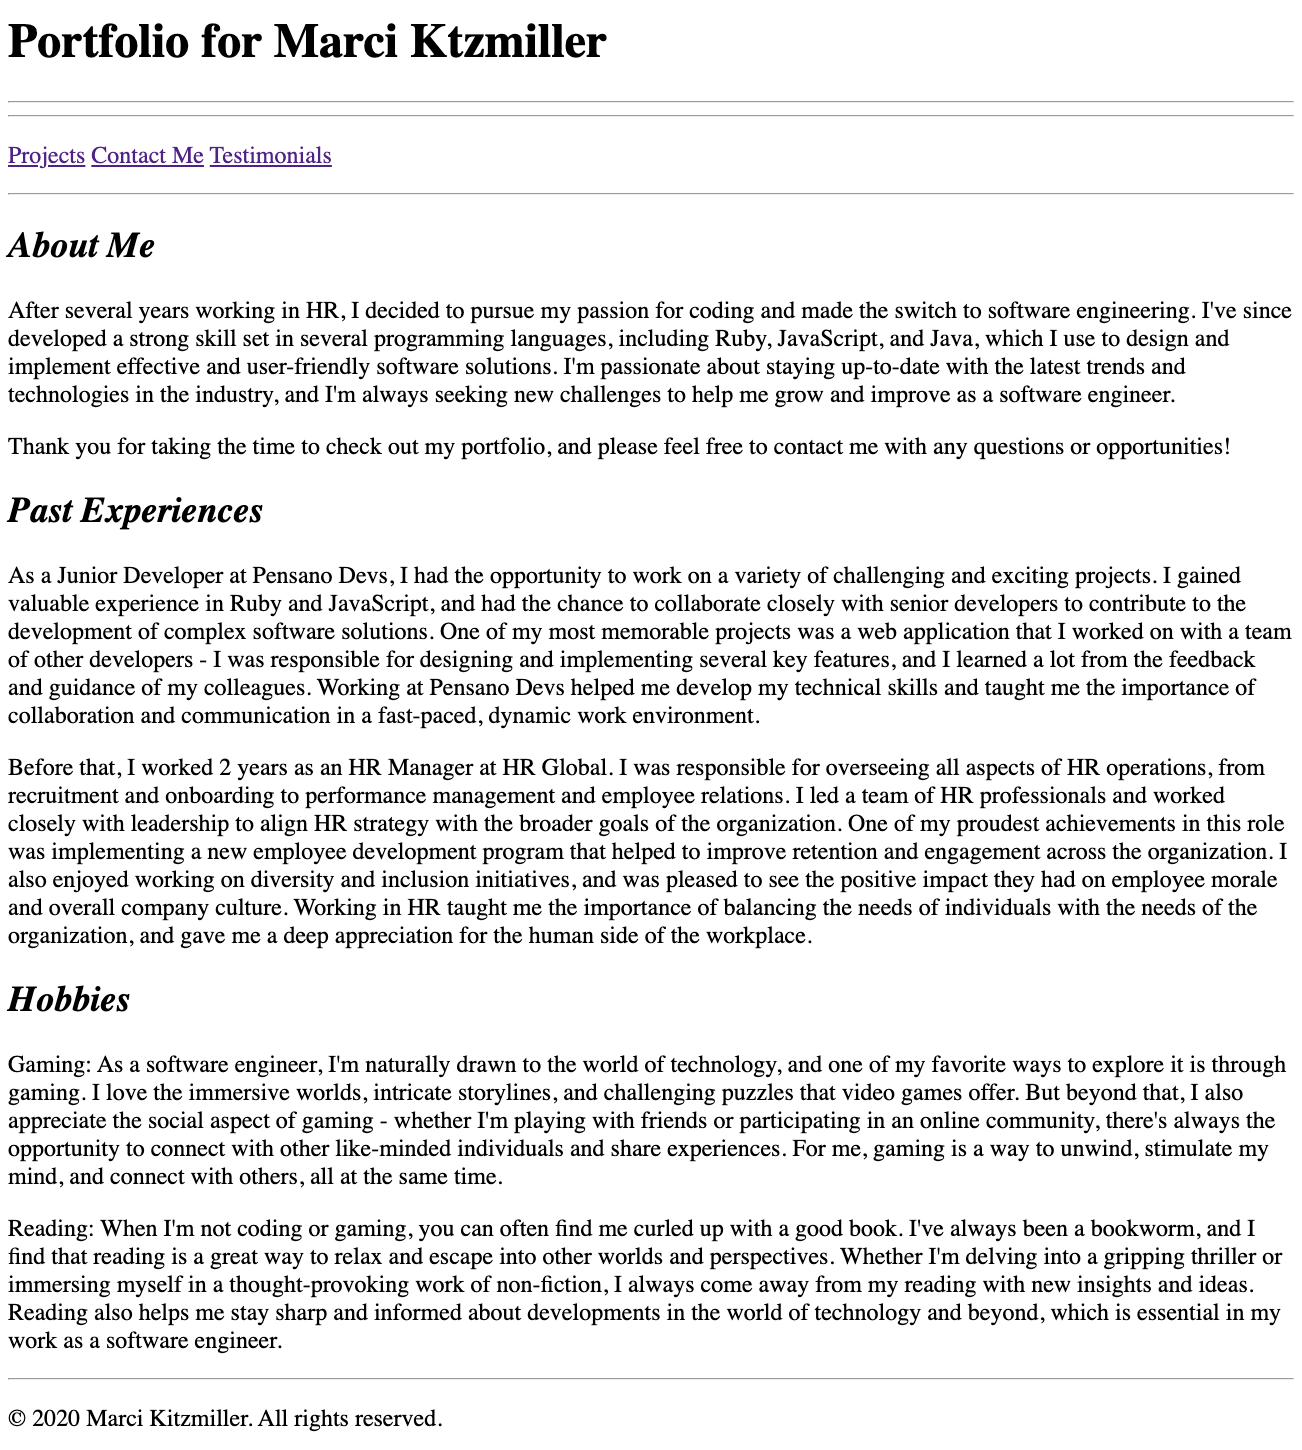 Portfolio for Marci Ktzmiller
Projects Contact Me Testimonials
About Me
After several years working in HR, I decided to pursue my passion for coding and made the switch to software engineering. I've since
developed a strong skill set in several programming languages, including Ruby, JavaScript, and Java, which I use to design and
implement effective and user-friendly software solutions. I'm passionate about staying up-to-date with the latest trends and
technologies in the industry, and I'm always seeking new challenges to help me grow and improve as a software engineer.
Thank you for taking the time to check out my portfolio, and please feel free to contact me with any questions or opportunities!
Past Experiences
As a Junior Developer at Pensano Devs, I had the opportunity to work on a variety of challenging and exciting projects. I gained
valuable experience in Ruby and JavaScript, and had the chance to collaborate closely with senior developers to contribute to the
development of complex software solutions. One of my most memorable projects was a web application that I worked on with a team
of other developers - I was responsible for designing and implementing several key features, and I learned a lot from the feedback
and guidance of my colleagues. Working at Pensano Devs helped me develop my technical skills and taught me the importance of
collaboration and communication in a fast-paced, dynamic work environment.
Before that, I worked 2 years as an HR Manager at HR Global. I was responsible for overseeing all aspects of HR operations, from
recruitment and onboarding to performance management and employee relations. I led a team of HR professionals and worked
closely with leadership to align HR strategy with the broader goals of the organization. One of my proudest achievements in this role
was implementing a new employee development program that helped to improve retention and engagement across the organization. I
also enjoyed working on diversity and inclusion initiatives, and was pleased to see the positive impact they had on employee morale
and overall company culture. Working in HR taught me the importance of balancing the needs of individuals with the needs of the
organization, and gave me a deep appreciation for the human side of the workplace.
Hobbies
Gaming: As a software engineer, I'm naturally drawn to the world of technology, and one of my favorite ways to explore it is through
gaming. I love the immersive worlds, intricate storylines, and challenging puzzles that video games offer. But beyond that, I also
appreciate the social aspect of gaming - whether I'm playing with friends or participating in an online community, there's always the
opportunity to connect with other like-minded individuals and share experiences. For me, gaming is a way to unwind, stimulate my
mind, and connect with others, all at the same time.
Reading: When I'm not coding or gaming, you can often find me curled up with a good book. I've always been a bookworm, and I
find that reading is a great way to relax and escape into other worlds and perspectives. Whether I'm delving into a gripping thriller or
immersing myself in a thought-provoking work of non-fiction, I always come away from my reading with new insights and ideas.
Reading also helps me stay sharp and informed about developments in the world of technology and beyond, which is essential in my
work as a software engineer.
© 2020 Marci Kitzmiller. All rights reserved.